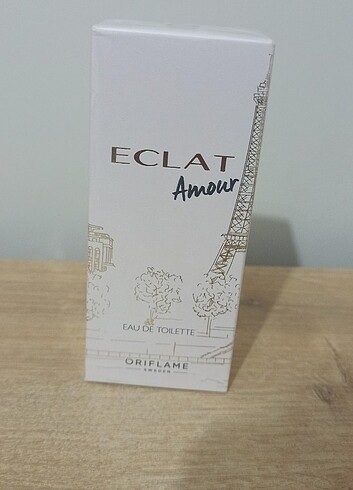 ECLAT
Amour
EAU DE TOILETTE
ORIFLAME
SWEDEN